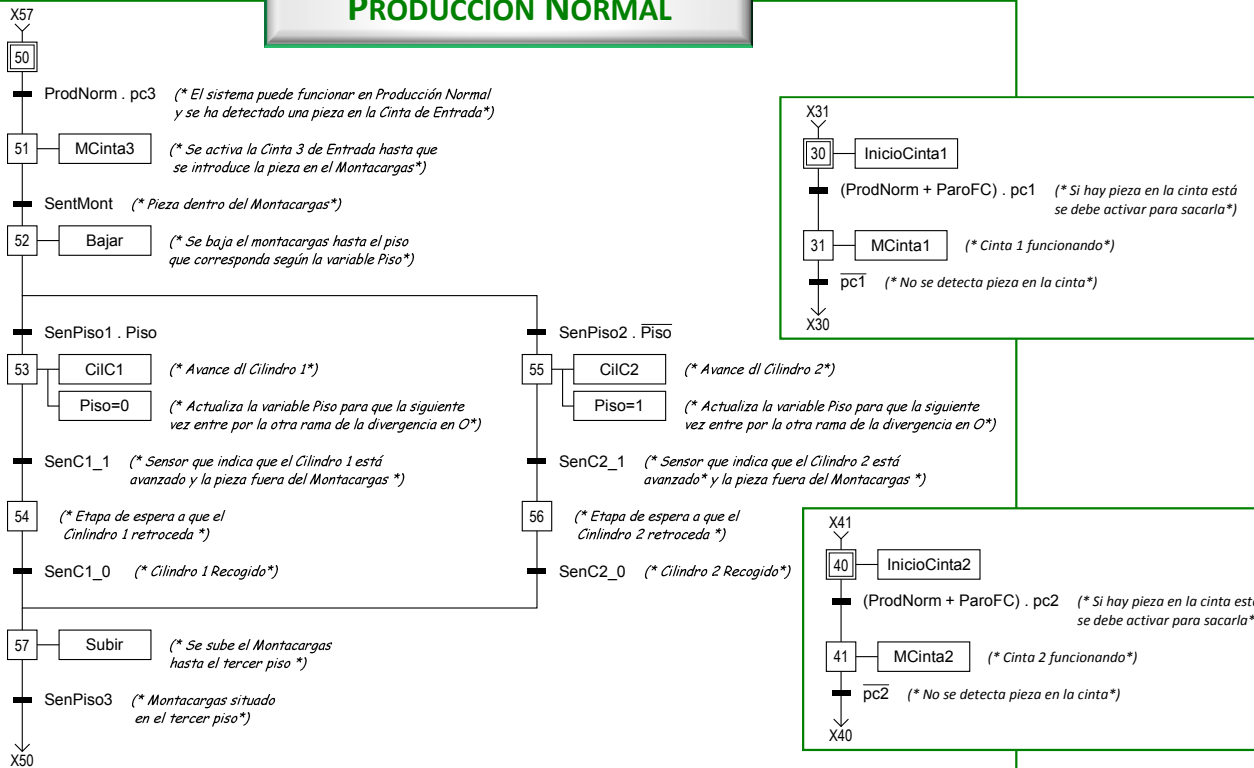 PRODUCCIÓN NORMAL
X57
50
ProdNorm . pc3 (* El sistema puede funcionar en Producción Normal
y se ha detectado una pieza en la Cinta de Entrada*)
51 MCinta3 (* Se activa la Cinta 3 de Entrada hasta que
se introduce la pieza en el Montacargas*)
SentMont (* Pieza dentro del Montacargas*)
52 Bajar (* Se baja el montacargas hasta el piso
que corresponda según la variable Piso*)
SenPiso1 . Piso
53 CilC1 (* Avance dl Cilindro 1*)
Piso=0 (* Actualiza la variable Piso para que la siguiente
vez entre por la otra rama de la divergencia en O*)
SenC1_1 (* Sensor que indica que el Cilindro 1 está
avanzado y la pieza fuera del Montacargas *)
54 (* Etapa de espera a que el
Cinlindro 1 retroceda *)
SenC1_0 (* Cilindro 1 Recogido*)
SenPiso2 . P̅i̅s̅o̅
55 CilC2 (* Avance dl Cilindro 2*)
Piso=1 (* Actualiza la variable Piso para que la siguiente
vez entre por la otra rama de la divergencia en O*)
SenC2_1 (* Sensor que indica que el Cilindro 2 está
avanzado* y la pieza fuera del Montacargas *)
56 (* Etapa de espera a que el
Cinlindro 2 retroceda *)
SenC2_0 (* Cilindro 2 Recogido*)
57 Subir (* Se sube el Montacargas
hasta el tercer piso *)
SenPiso3 (* Montacargas situado
en el tercer piso*)
X50
X31
30 InicioCinta1
(ProdNorm + ParoFC) . pc1 (* Si hay pieza en la cinta está
se debe activar para sacarla*)
31 MCinta1 (* Cinta 1 funcionando*)
p̅c̅1̅ (* No se detecta pieza en la cinta*)
X30
X41
40 InicioCinta2
(ProdNorm + ParoFC) . pc2 (* Si hay pieza en la cinta est
se debe activar para sacarla*
41 MCinta2 (* Cinta 2 funcionando*)
p̅c̅2̅ (* No se detecta pieza en la cinta*)
X40